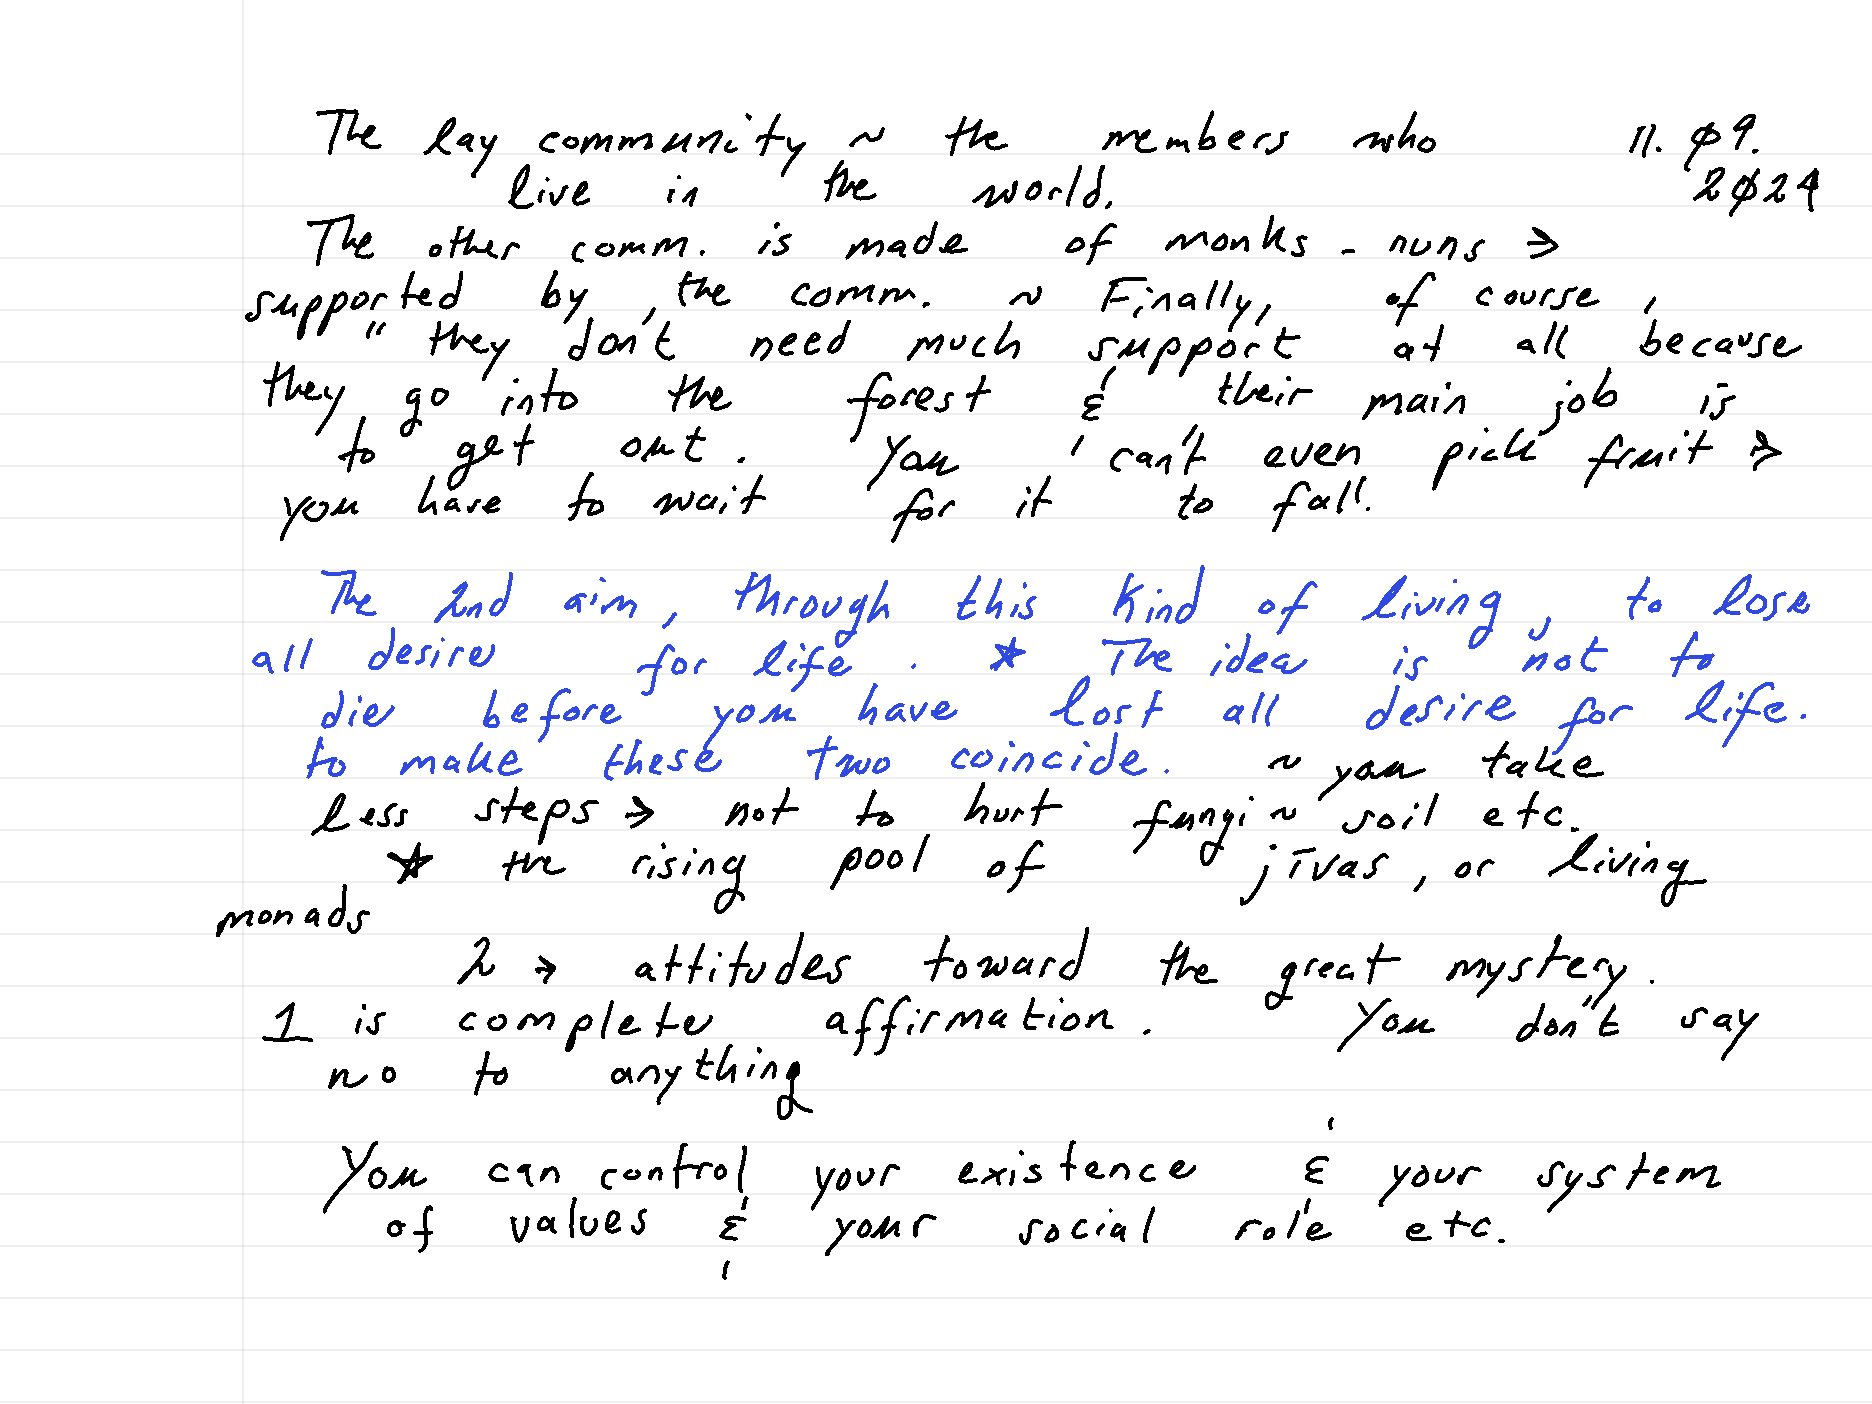 The lay community ~ the members who 11. ø9.
live in the world. 2ø24
The other comm. is made of monks - nuns →
supported by, the comm. ~ Finally, of course,
" they don't need much support at all because
they go into the forest & their main job is
to get out. You can't even pick fruit →
you have to wait for it to fall.
The 2nd aim, through this kind of living, to lose
all desire for life. ☆ The idea is not to
die before you have lost all desire for life.
to make these two coincide. ~ you take
less steps → not to hurt fungi ~ soil etc.
☆ the rising pool of jīvas, or living
monads
2 → attitudes toward the great mystery.
1 is complete affirmation. You don't say
no to anything
You can control your existence & your system
of values & your social role etc.